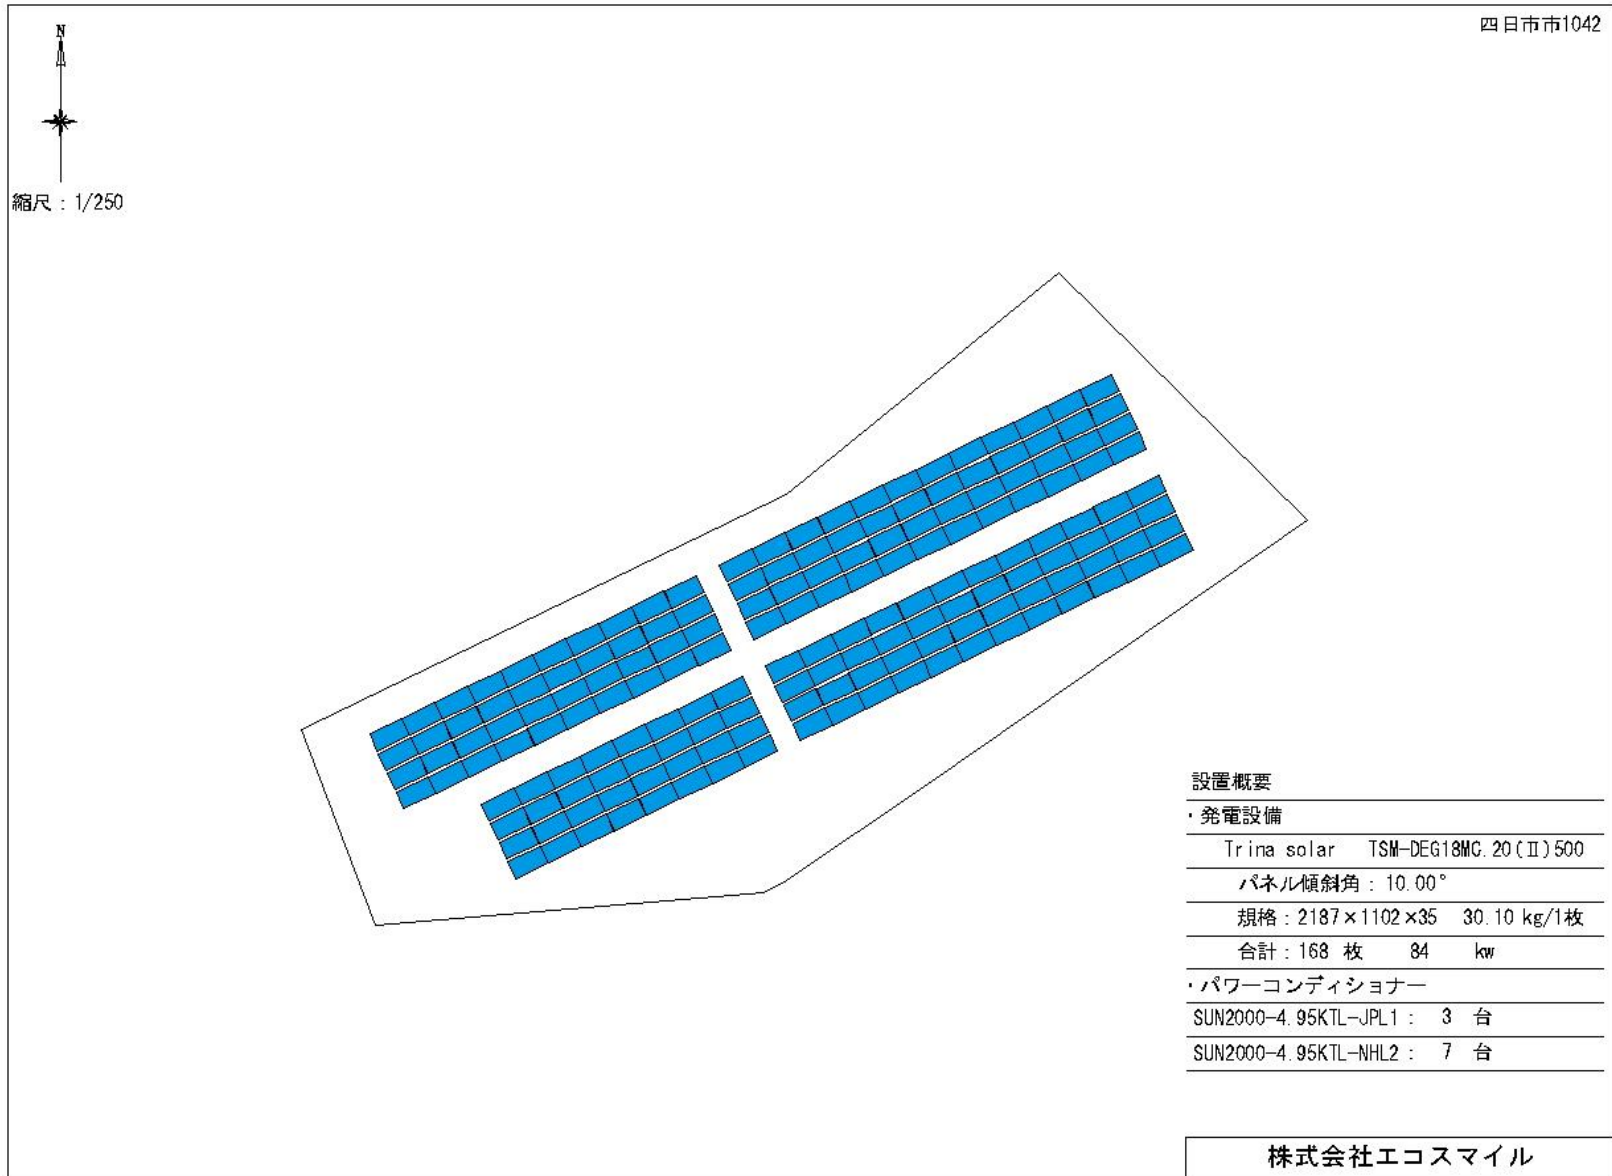 四日市市1042
N
縮尺：1/250
設置概要
・発電設備
Trina solar TSM-DEG18MC.20(Ⅱ)500
パネル傾斜角：10.00°
規格：2187×1102×35 30.10 kg/1枚
合計：168 枚 84 kw
・パワーコンディショナー
SUN2000-4.95KTL-JPL1： 3 台
SUN2000-4.95KTL-NHL2： 7 台
株式会社エコスマイル